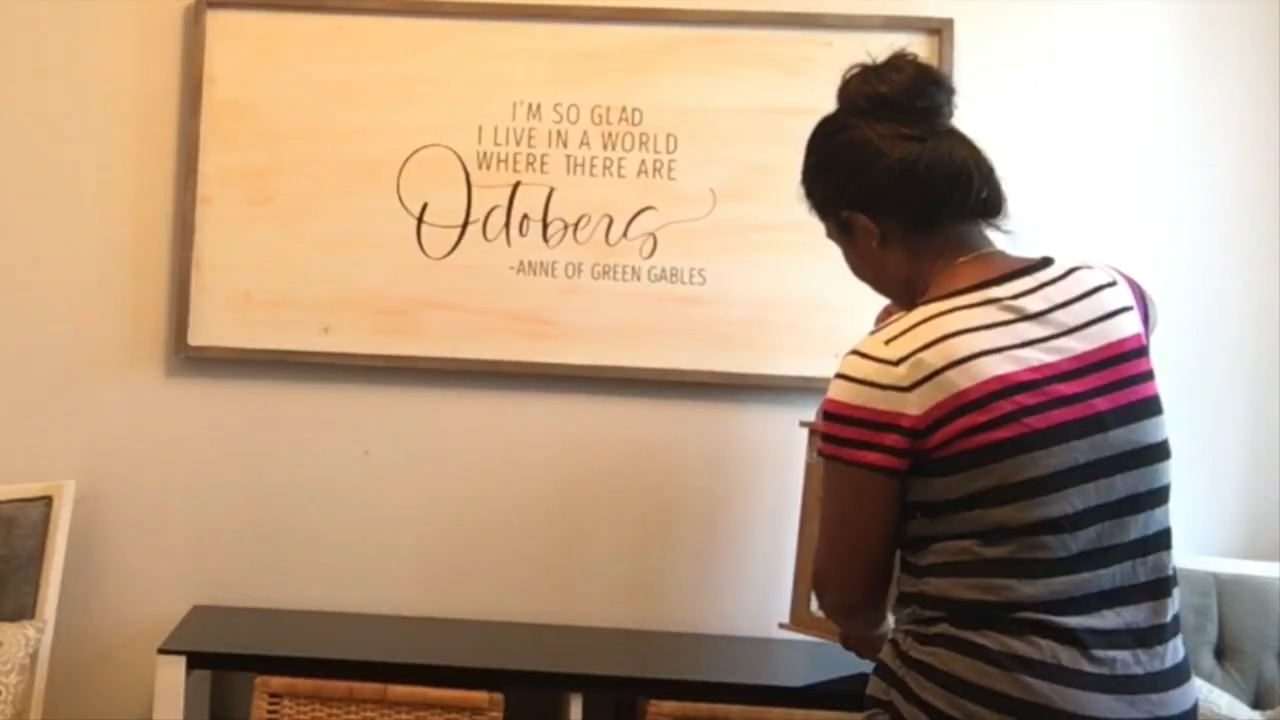 I'M SO GLAD
I LIVE IN A WORLD
WHERE THERE ARE
Octobers
-ANNE OF GREEN GABLES